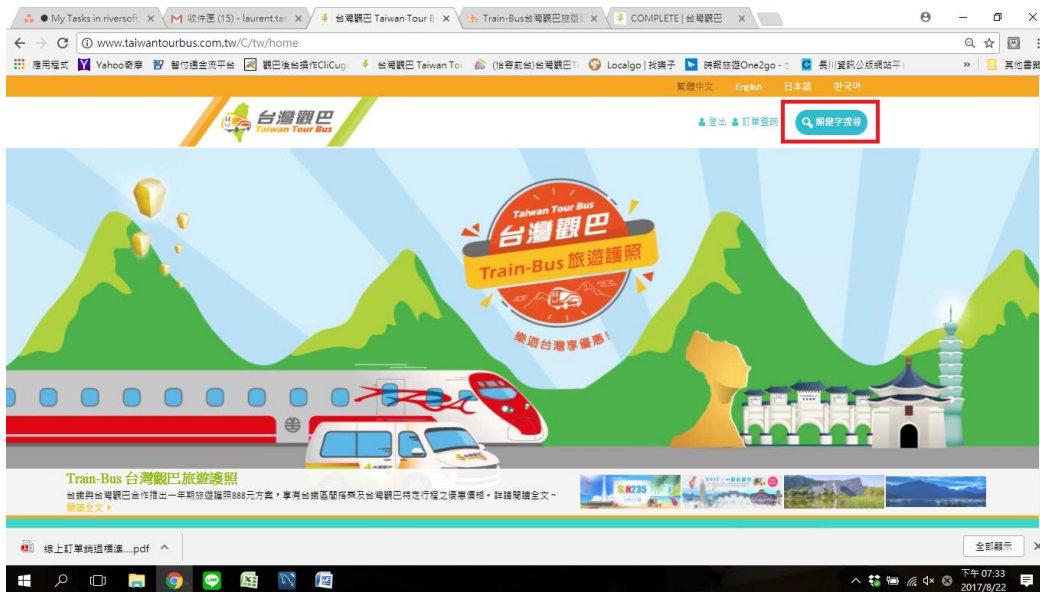 My Tasks in riversoft.
收件匣 (15) - laurent.tan
台灣觀巴 Taiwan Tour B
Train-Bus台灣觀巴旅遊
COMPLETE | 台灣觀巴
www.taiwantourbus.com.tw/C/tw/home
應用程式
Yahoo奇摩
智付通金流平台
觀巴後台操作CliCug
台灣觀巴 Taiwan Tou
(怡容前台)台灣觀巴T
Localgo | 找樂子
時報旅遊One2go -
長川資訊公版網站平
»
其他書籤
繁體中文 English 日本語 한국어
台灣觀巴
Taiwan Tour Bus
登出 訂單查詢 關鍵字搜尋
Taiwan Tour Bus
台灣觀巴
Train-Bus 旅遊護照
樂遊台灣享優惠!
Train-Bus 台灣觀巴旅遊護照
台鐵與台灣觀巴合作推出一年期旅遊護照888元方案,享有台鐵區間搭乘及台灣觀巴特定行程之優惠價格。詳請閱讀全文~
閱讀全文
S.H235
線上訂單銷退標準....pdf
全部顯示
下午 07:33
2017/8/22